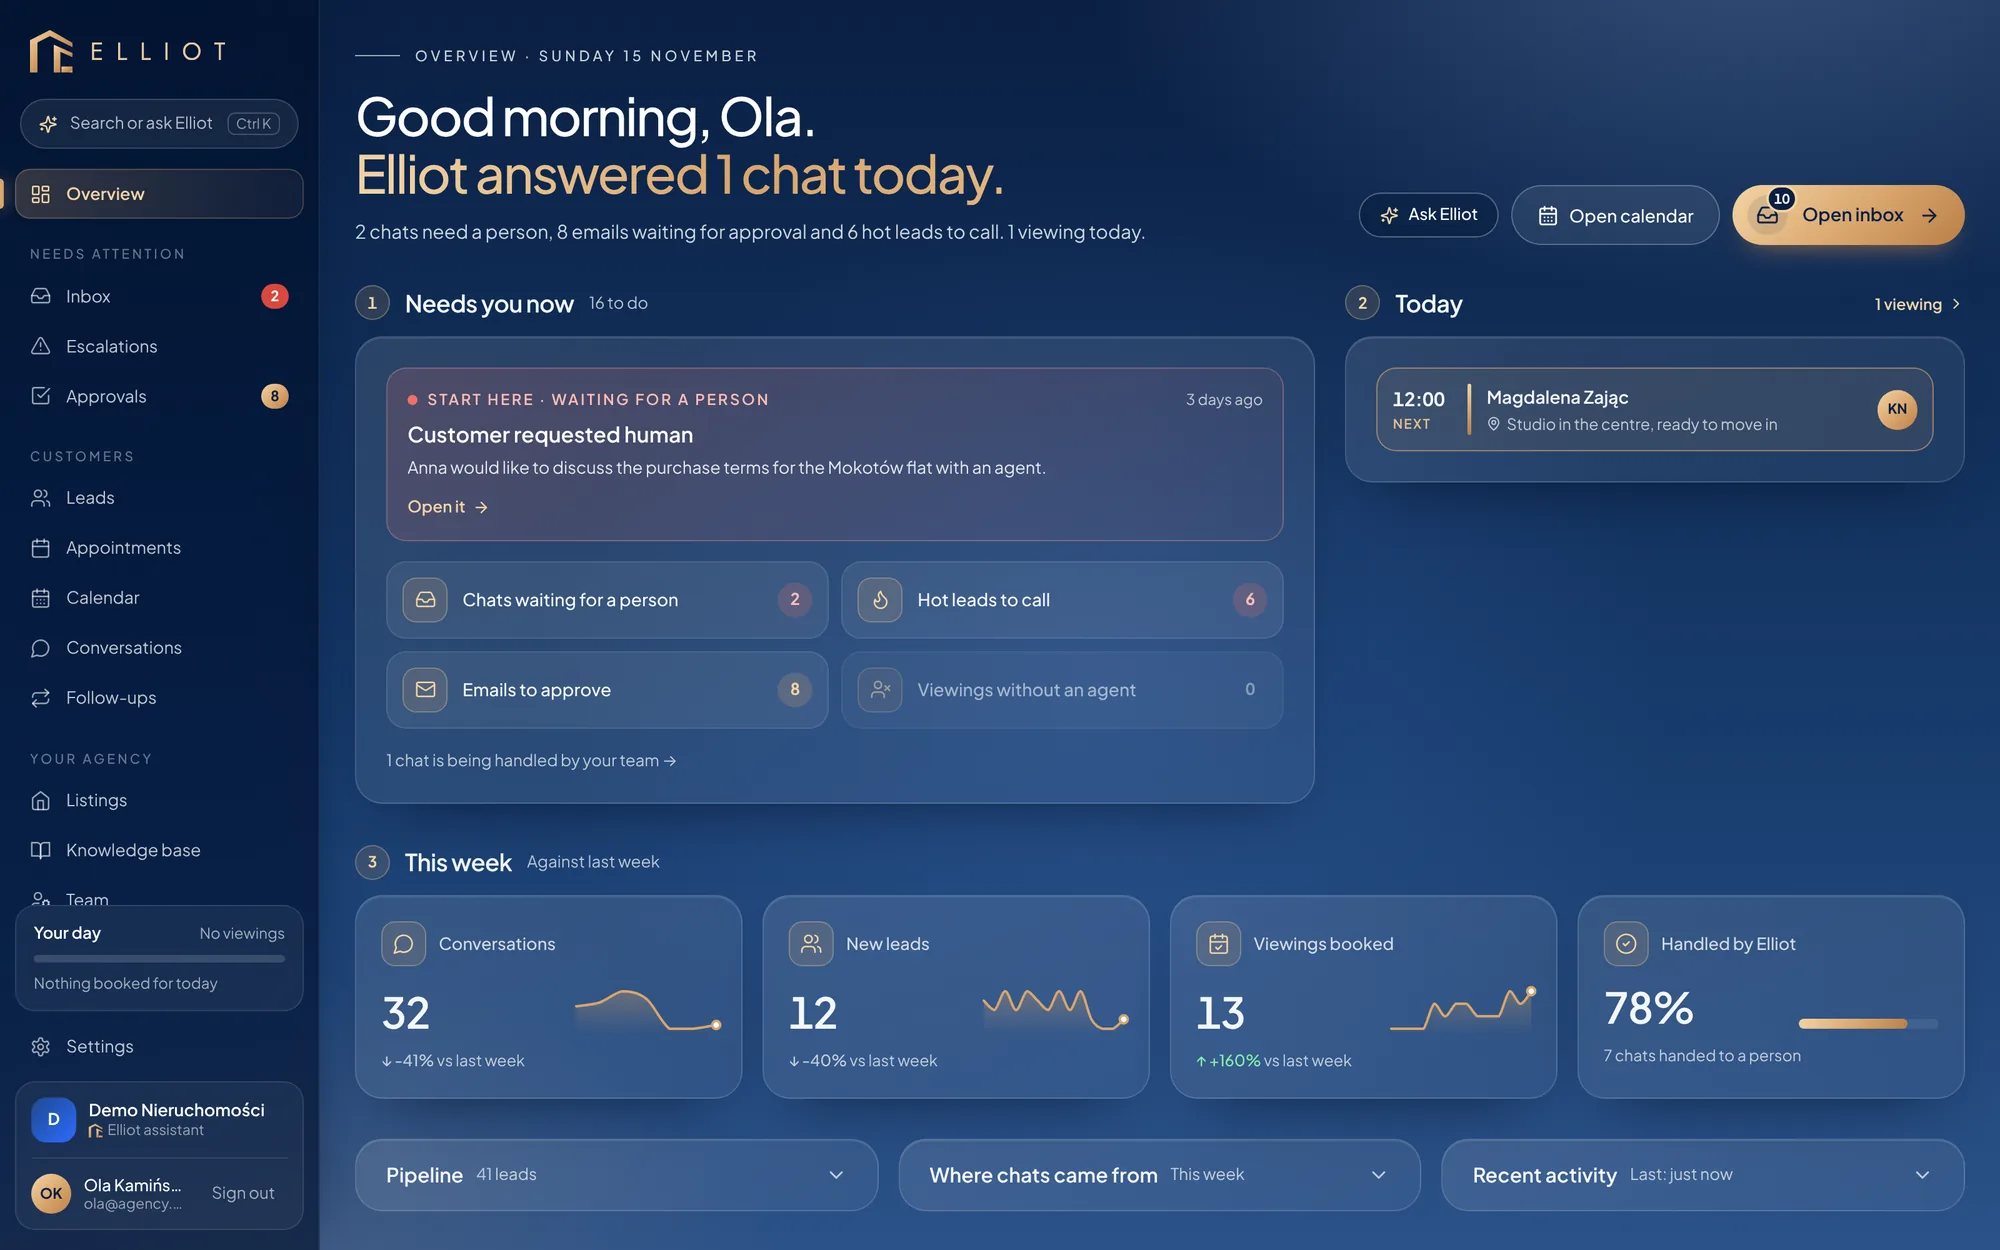 ELLIOT
Search or ask Elliot Ctrl K
Overview
NEEDS ATTENTION
Inbox 2
Escalations
Approvals 8
CUSTOMERS
Leads
Appointments
Calendar
Conversations
Follow-ups
YOUR AGENCY
Listings
Knowledge base
Team
Your day No viewings
Nothing booked for today
Settings
D Demo Nieruchomości
Elliot assistant
OK Ola Kamińs... Sign out
ola@agency....
OVERVIEW · SUNDAY 15 NOVEMBER
Good morning, Ola.
Elliot answered 1 chat today.
2 chats need a person, 8 emails waiting for approval and 6 hot leads to call. 1 viewing today.
Ask Elliot
Open calendar
10 Open inbox →
1 Needs you now 16 to do
START HERE · WAITING FOR A PERSON 3 days ago
Customer requested human
Anna would like to discuss the purchase terms for the Mokotów flat with an agent.
Open it →
Chats waiting for a person 2
Hot leads to call 6
Emails to approve 8
Viewings without an agent 0
1 chat is being handled by your team →
2 Today 1 viewing >
12:00 Magdalena Zając KN
NEXT Studio in the centre, ready to move in
3 This week Against last week
Conversations
32
↓ -41% vs last week
New leads
12
↓ -40% vs last week
Viewings booked
13
↑ +160% vs last week
Handled by Elliot
78%
7 chats handed to a person
Pipeline 41 leads
Where chats came from This week
Recent activity Last: just now